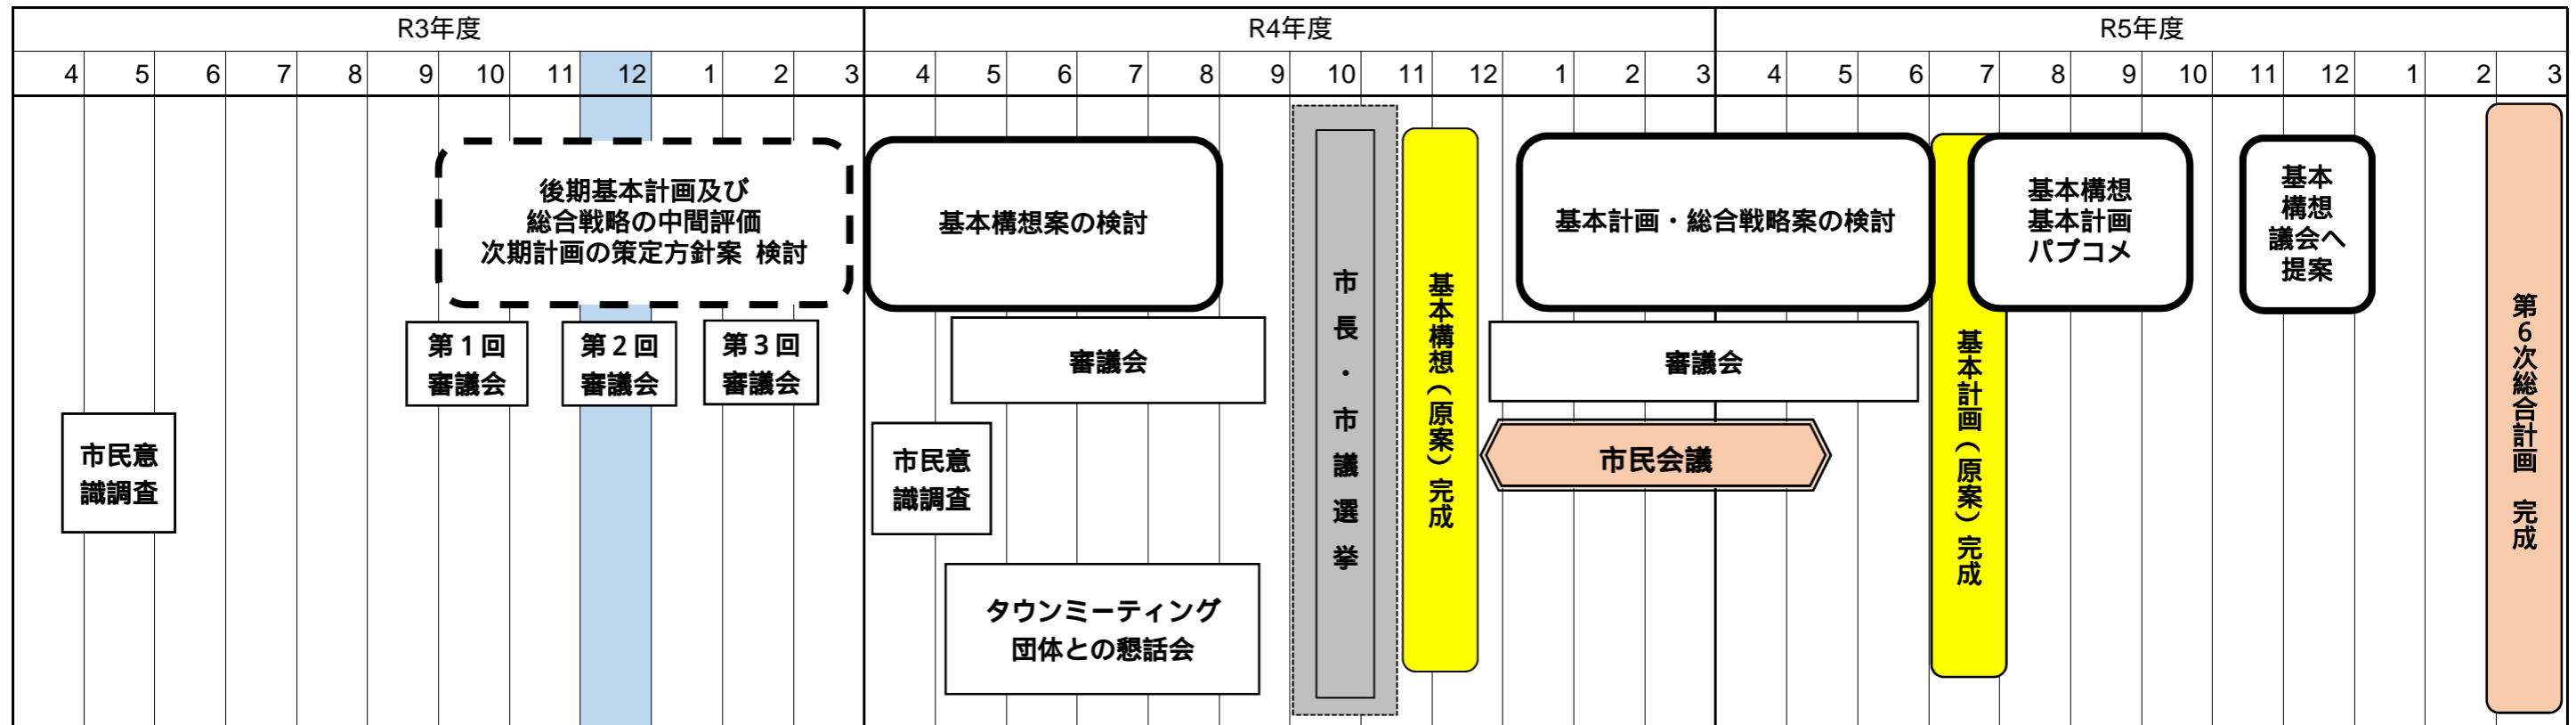 R3年度 R4年度 R5年度
4 5 6 7 8 9 10 11 12 1 2 3 4 5 6 7 8 9 10 11 12 1 2 3 4 5 6 7 8 9 10 11 12 1 2 3
後期基本計画及び
総合戦略の中間評価
次期計画の策定方針案 検討
基本構想案の検討
基本計画・総合戦略案の検討
基本構想
基本計画
パブコメ
基本
構想
議会へ
提案
第1回
審議会
第2回
審議会
第3回
審議会
審議会
審議会
市民意
識調査
市民意
識調査
市民会議
タウンミーティング
団体との懇話会
市長・市議選挙
基本構想(原案)完成
基本計画(原案)完成
第6次総合計画 完成